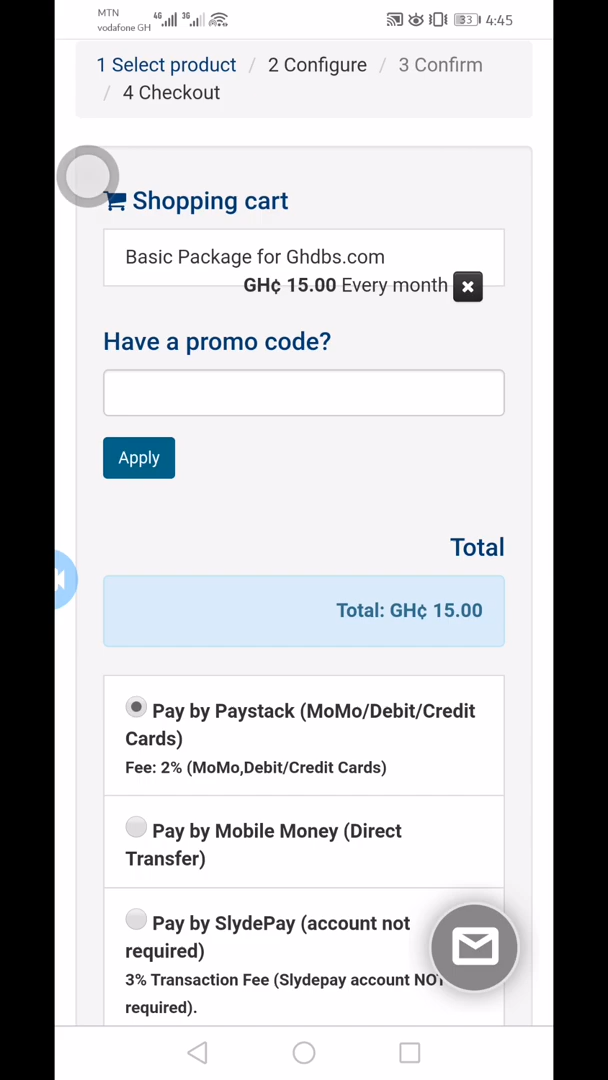 MTN
vodafone GH
4G
3G
33
4:45
1 Select product / 2 Configure / 3 Confirm
/ 4 Checkout
Shopping cart
Basic Package for Ghdbs.com
GH¢ 15.00 Every month
Have a promo code?
Apply
Total
Total: GH¢ 15.00
Pay by Paystack (MoMo/Debit/Credit
Cards)
Fee: 2% (MoMo,Debit/Credit Cards)
Pay by Mobile Money (Direct
Transfer)
Pay by SlydePay (account not
required)
3% Transaction Fee (Slydepay account NOT
required).